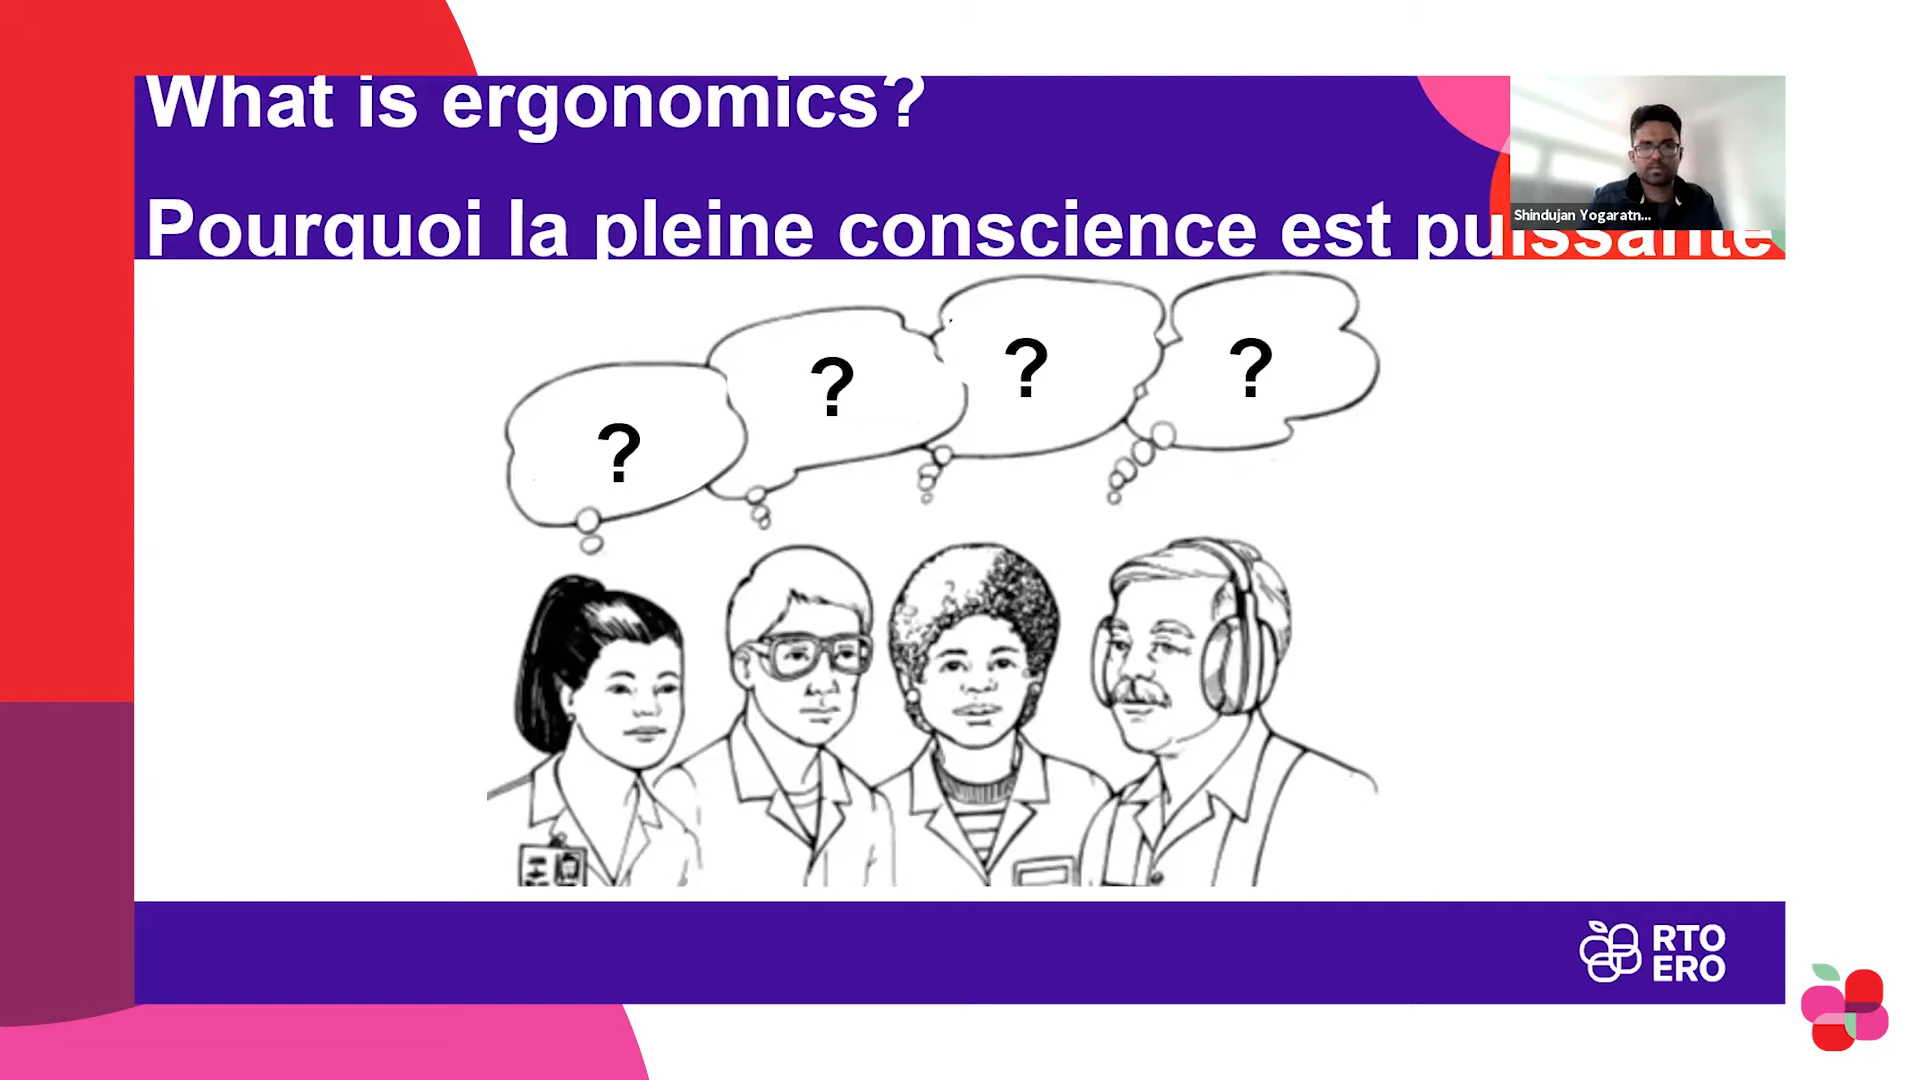 What is ergonomics?
Pourquoi la pleine conscience est puissante
Shindujan Yogaratn...
?
?
?
?
RTO
ERO